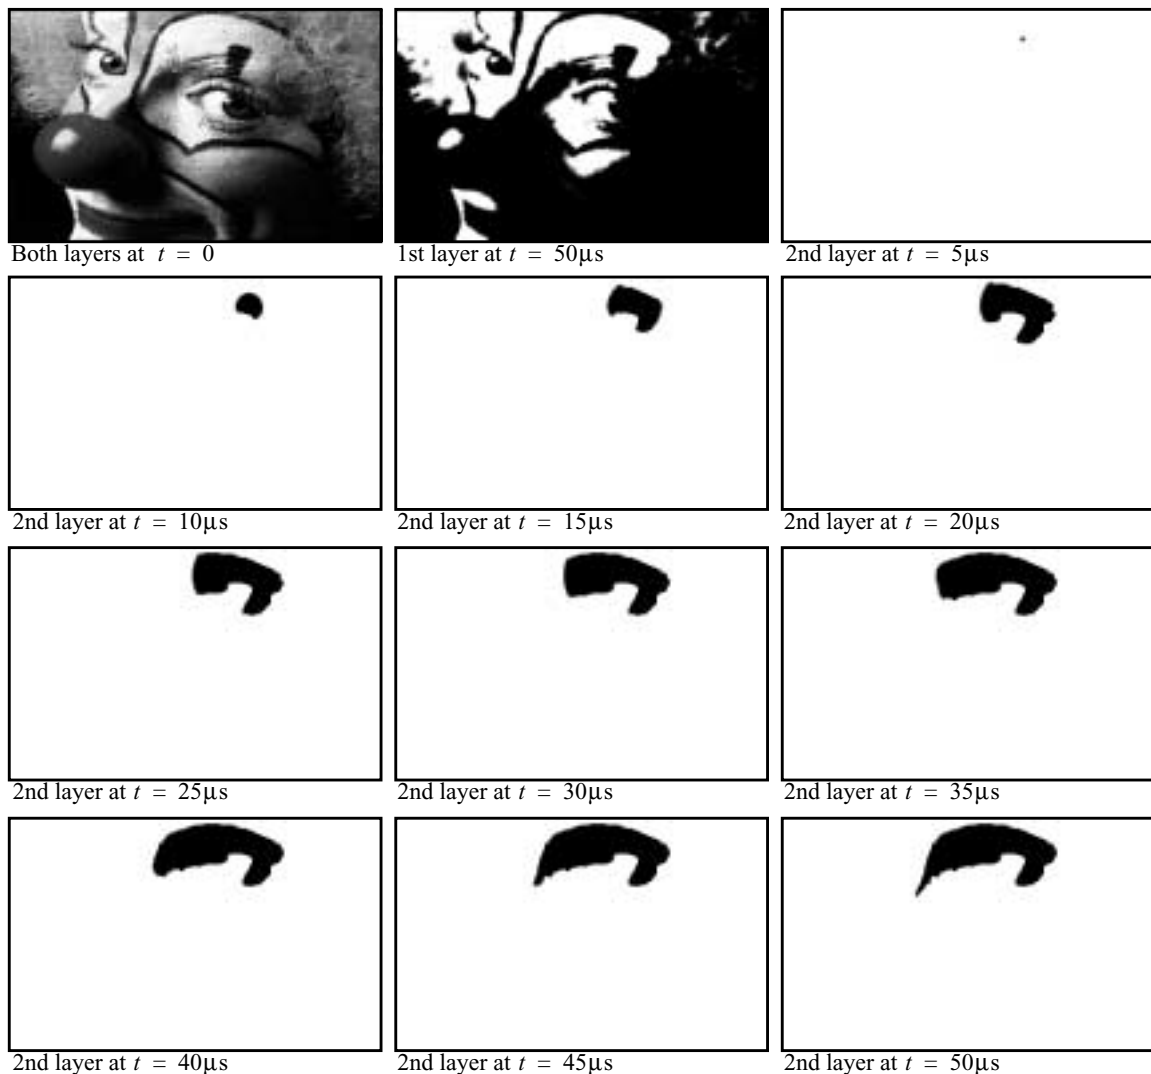 Both layers at t = 0
1st layer at t = 50μs
2nd layer at t = 5μs
2nd layer at t = 10μs
2nd layer at t = 15μs
2nd layer at t = 20μs
2nd layer at t = 25μs
2nd layer at t = 30μs
2nd layer at t = 35μs
2nd layer at t = 40μs
2nd layer at t = 45μs
2nd layer at t = 50μs